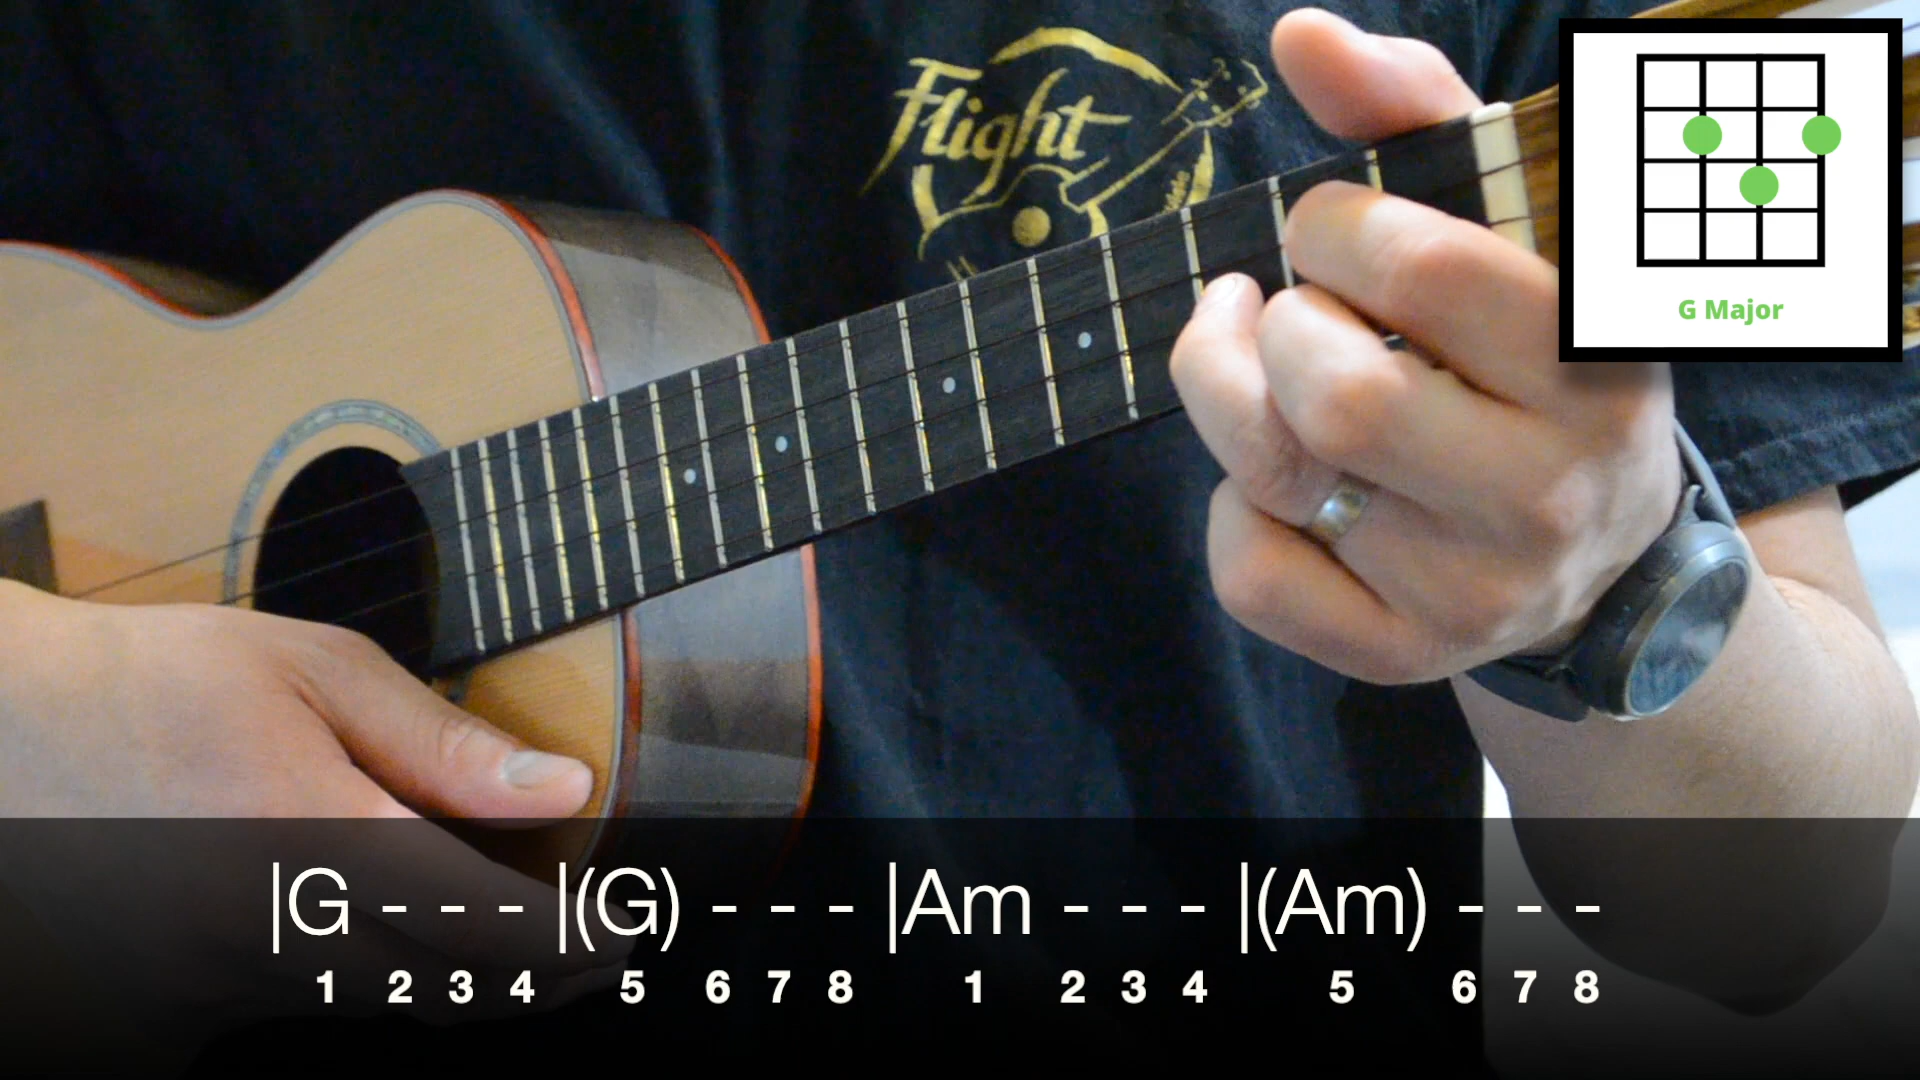 Flight
G Major
|G - - - |(G) - - - |Am - - - |(Am) - - -
1 2 3 4 5 6 7 8 1 2 3 4 5 6 7 8